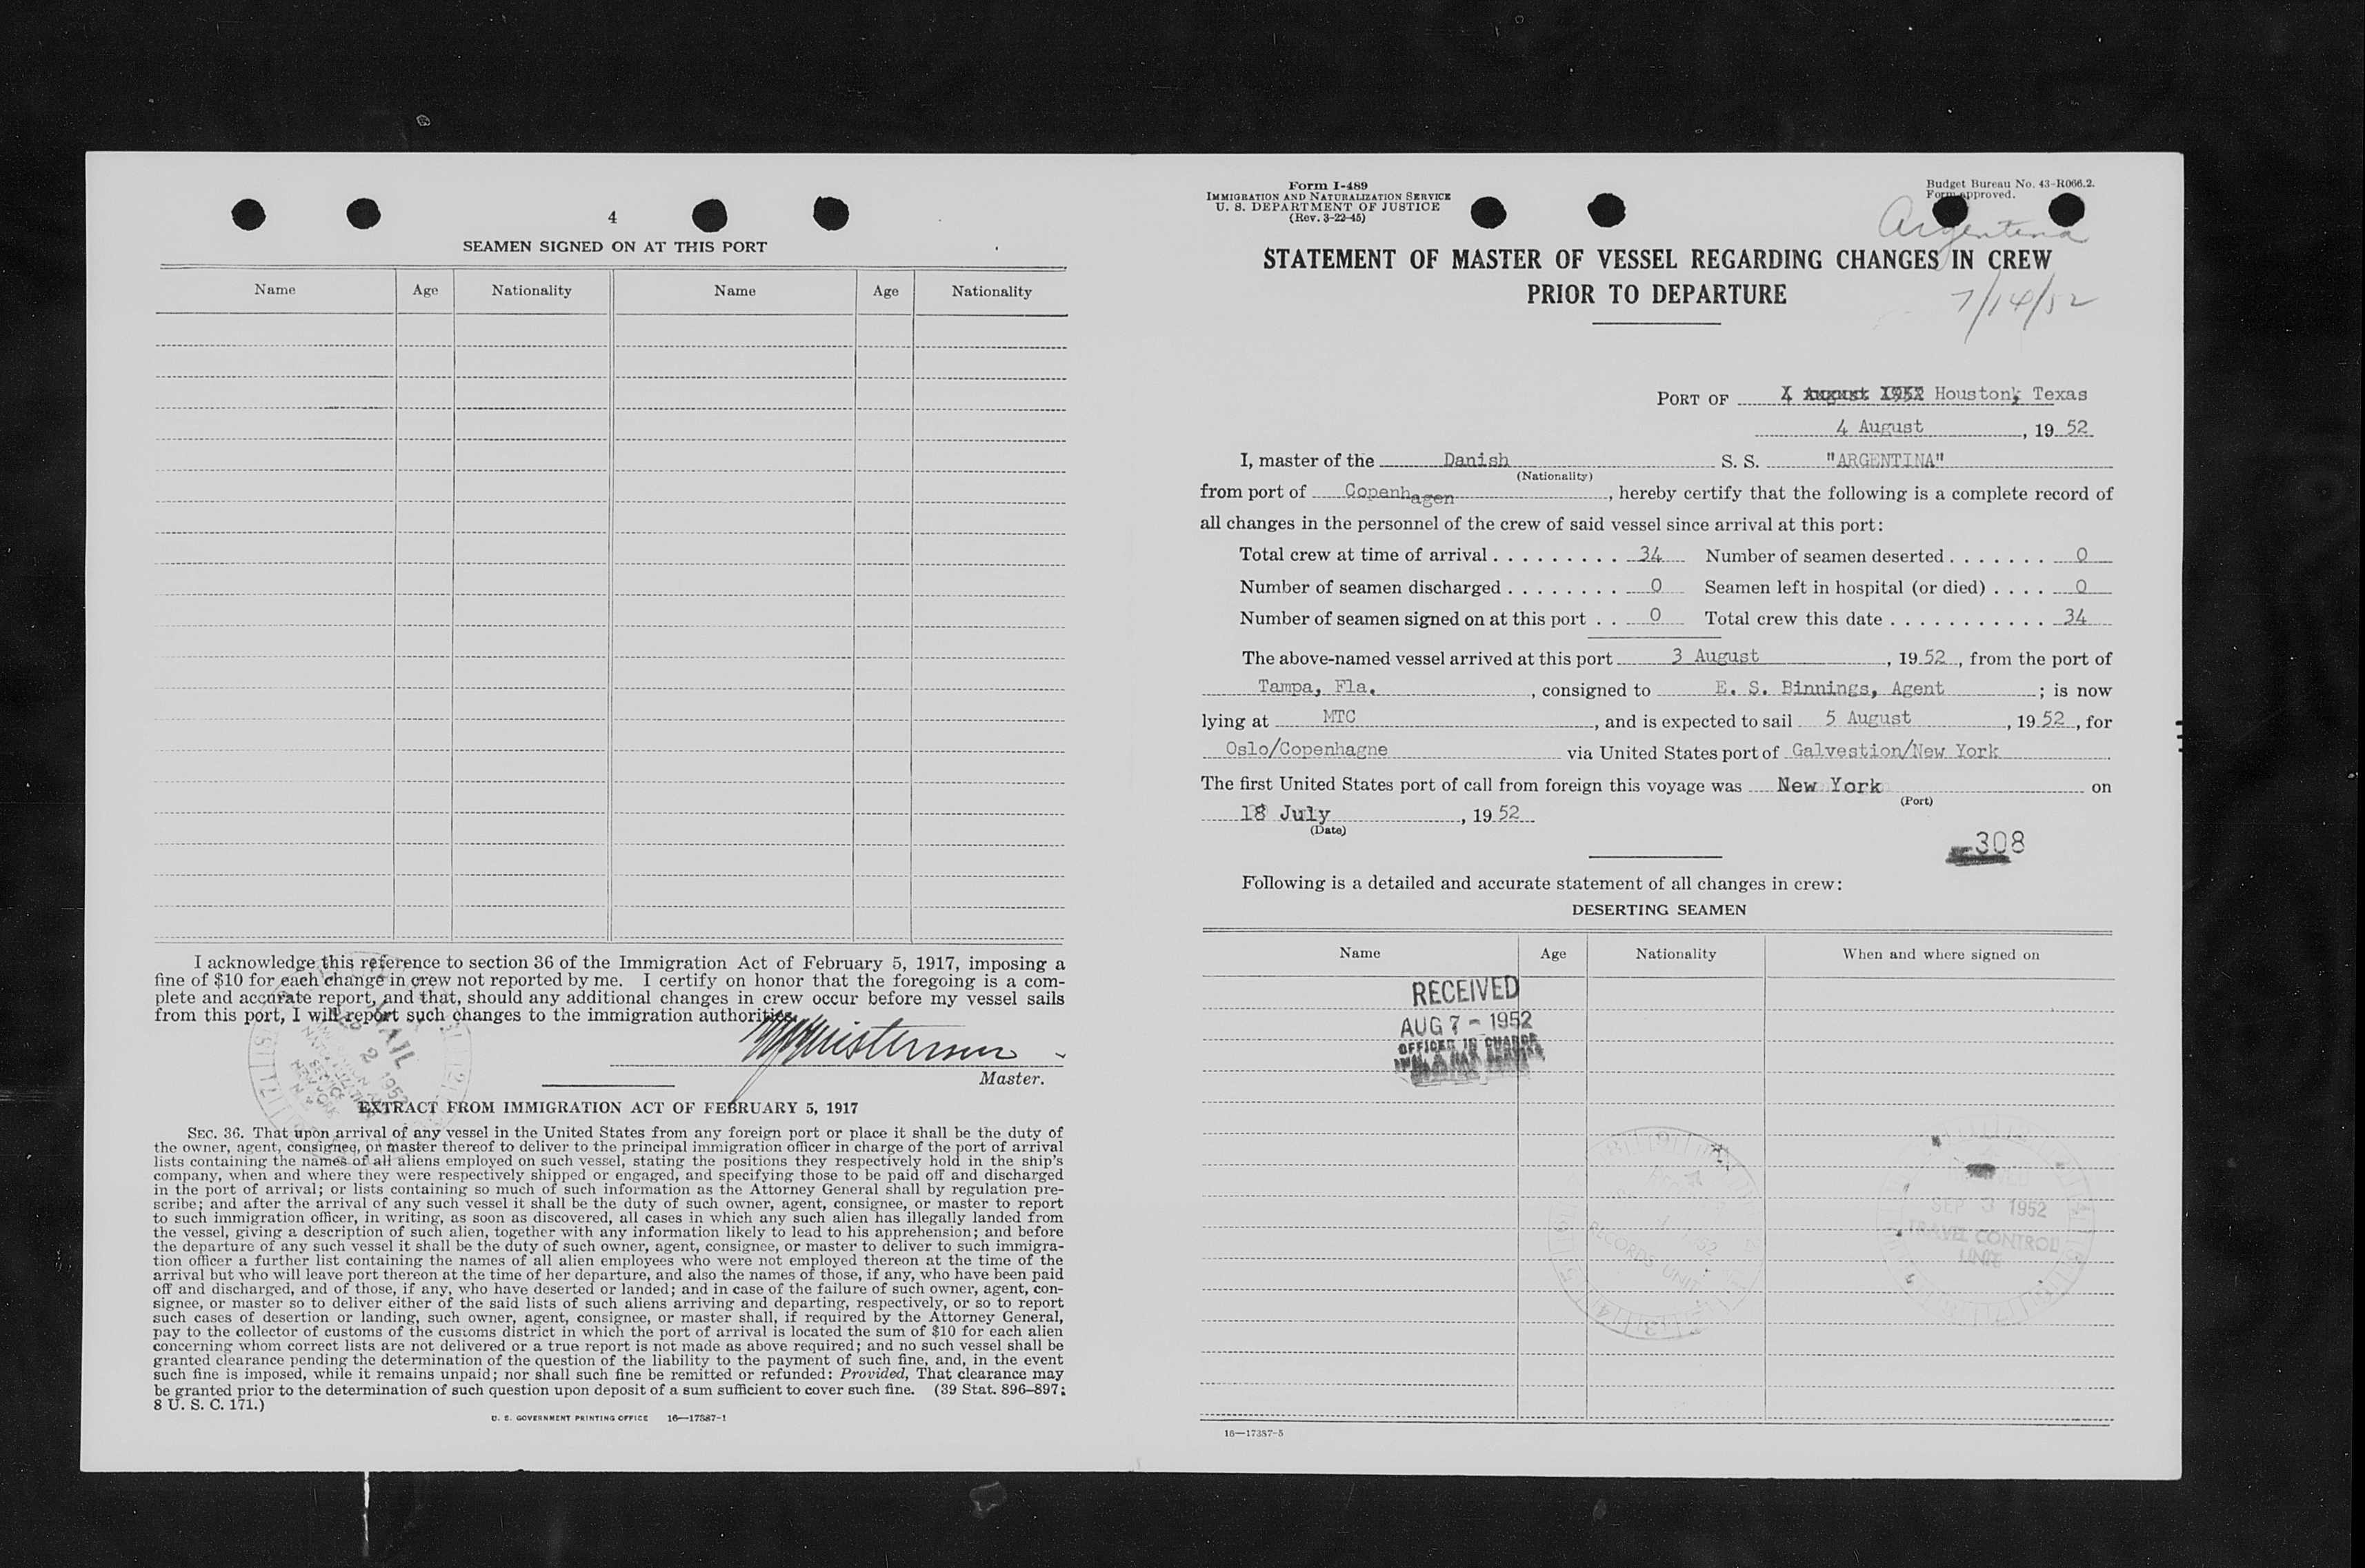 4
SEAMEN SIGNED ON AT THIS PORT
Name Age Nationality Name Age Nationality
I acknowledge this reference to section 36 of the Immigration Act of February 5, 1917, imposing a
fine of $10 for each change in crew not reported by me. I certify on honor that the foregoing is a com-
plete and accurate report, and that, should any additional changes in crew occur before my vessel sails
from this port, I will report such changes to the immigration authorities.
Master.
MAIL
2 1952
EXTRACT FROM IMMIGRATION ACT OF FEBRUARY 5, 1917
SEC. 36. That upon arrival of any vessel in the United States from any foreign port or place it shall be the duty of
the owner, agent, consignee, or master thereof to deliver to the principal immigration officer in charge of the port of arrival
lists containing the names of all aliens employed on such vessel, stating the positions they respectively hold in the ship's
company, when and where they were respectively shipped or engaged, and specifying those to be paid off and discharged
in the port of arrival; or lists containing so much of such information as the Attorney General shall by regulation pre-
scribe; and after the arrival of any such vessel it shall be the duty of such owner, agent, consignee, or master to report
to such immigration officer, in writing, as soon as discovered, all cases in which any such alien has illegally landed from
the vessel, giving a description of such alien, together with any information likely to lead to his apprehension; and before
the departure of any such vessel it shall be the duty of such owner, agent, consignee, or master to deliver to such immigra-
tion officer a further list containing the names of all alien employees who were not employed thereon at the time of the
arrival but who will leave port thereon at the time of her departure, and also the names of those, if any, who have been paid
off and discharged, and of those, if any, who have deserted or landed; and in case of the failure of such owner, agent, con-
signee, or master so to deliver either of the said lists of such aliens arriving and departing, respectively, or so to report
such cases of desertion or landing, such owner, agent, consignee, or master shall, if required by the Attorney General,
pay to the collector of customs of the customs district in which the port of arrival is located the sum of $10 for each alien
concerning whom correct lists are not delivered or a true report is not made as above required; and no such vessel shall be
granted clearance pending the determination of the question of the liability to the payment of such fine, and, in the event
such fine is imposed, while it remains unpaid; nor shall such fine be remitted or refunded: Provided, That clearance may
be granted prior to the determination of such question upon deposit of a sum sufficient to cover such fine. (39 Stat. 896–897;
8 U. S. C. 171.)
U. S. GOVERNMENT PRINTING OFFICE 16—17387-1
Form I-489
IMMIGRATION AND NATURALIZATION SERVICE
U. S. DEPARTMENT OF JUSTICE
(Rev. 3-22-45)
Budget Bureau No. 43-R066.2.
Form approved.
Argentina
STATEMENT OF MASTER OF VESSEL REGARDING CHANGES IN CREW
PRIOR TO DEPARTURE
7/14/52
PORT OF 4 August 1952 Houston, Texas
4 August, 19 52
I, master of the Danish S. S. "ARGENTINA"
(Nationality)
from port of Copenhagen, hereby certify that the following is a complete record of
all changes in the personnel of the crew of said vessel since arrival at this port:
Total crew at time of arrival . . . . . . . . . . 34 Number of seamen deserted . . . . . . . 0
Number of seamen discharged . . . . . . . . 0 Seamen left in hospital (or died) . . . . 0
Number of seamen signed on at this port . . 0 Total crew this date . . . . . . . . . . . 34
The above-named vessel arrived at this port 3 August, 19 52, from the port of
Tampa, Fla., consigned to E. S. Binnings, Agent; is now
lying at MTC, and is expected to sail 5 August, 19 52, for
Oslo/Copenhagne via United States port of Galvestion/New York
The first United States port of call from foreign this voyage was New York on
(Port)
18 July, 19 52
(Date)
308
Following is a detailed and accurate statement of all changes in crew:
DESERTING SEAMEN
Name Age Nationality When and where signed on
RECEIVED
AUG 7 - 1952
OFFICER IN CHARGE
RECORDS UNIT
SEP 3 1952
TRAVEL CONTROL
UNIT
16—17387-5